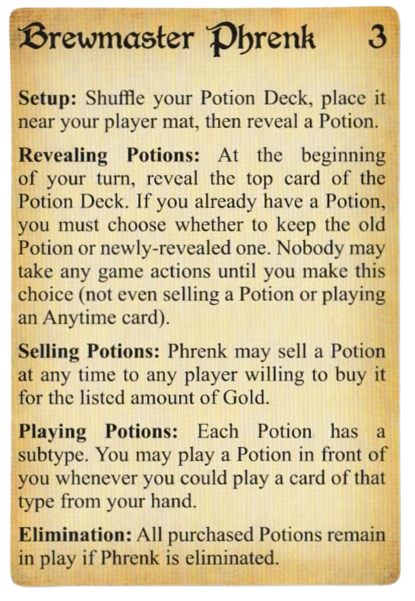 Brewmaster Phrenk 3
Setup: Shuffle your Potion Deck, place it
near your player mat, then reveal a Potion.
Revealing Potions: At the beginning
of your turn, reveal the top card of the
Potion Deck. If you already have a Potion,
you must choose whether to keep the old
Potion or newly-revealed one. Nobody may
take any game actions until you make this
choice (not even selling a Potion or playing
an Anytime card).
Selling Potions: Phrenk may sell a Potion
at any time to any player willing to buy it
for the listed amount of Gold.
Playing Potions: Each Potion has a
subtype. You may play a Potion in front of
you whenever you could play a card of that
type from your hand.
Elimination: All purchased Potions remain
in play if Phrenk is eliminated.